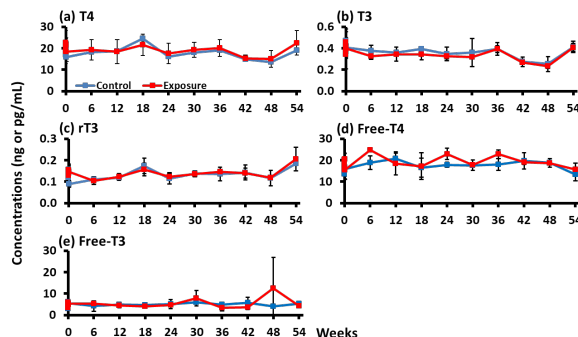 (a) T4
30
20
10
0
0 6 12 18 24 30 36 42 48 54
Control Exposure
(b) T3
0.6
0.4
0.2
0.0
0 6 12 18 24 30 36 42 48 54
(c) rT3
0.3
0.2
0.1
0
0 6 12 18 24 30 36 42 48 54
(d) Free-T4
40
30
20
10
0
0 6 12 18 24 30 36 42 48 54
(e) Free-T3
40
30
20
10
0
0 6 12 18 24 30 36 42 48 54
Weeks
Concentrations (ng or pg/mL)